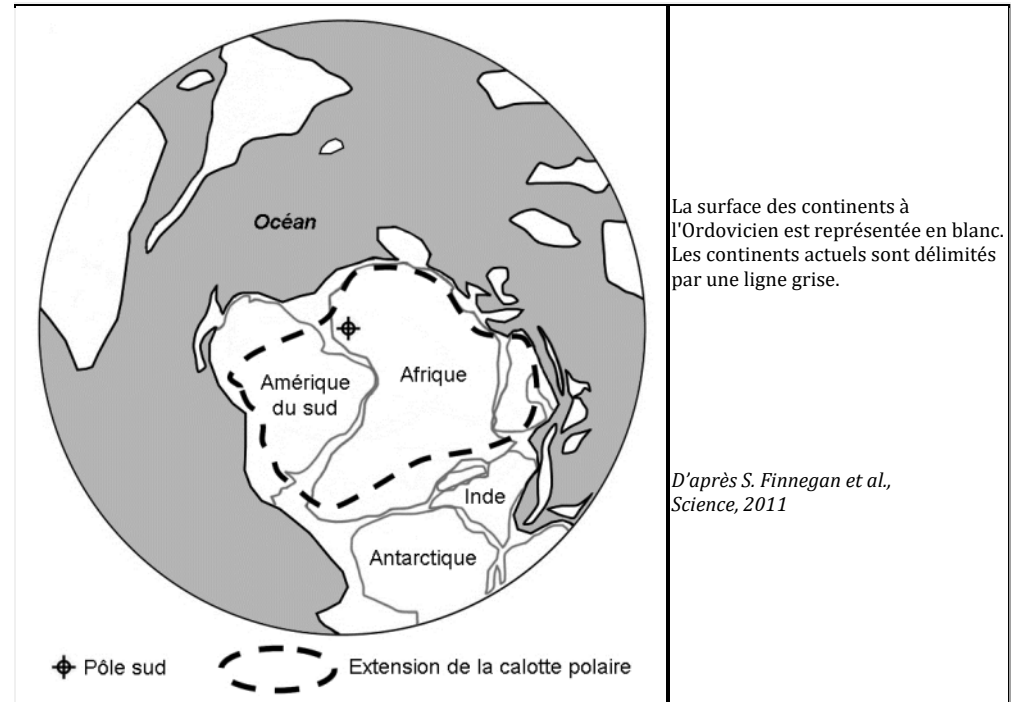 Océan
Amérique
du sud
Afrique
Inde
Antarctique
Pôle sud
Extension de la calotte polaire
La surface des continents à
l'Ordovicien est représentée en blanc.
Les continents actuels sont délimités
par une ligne grise.
D'après S. Finnegan et al.,
Science, 2011